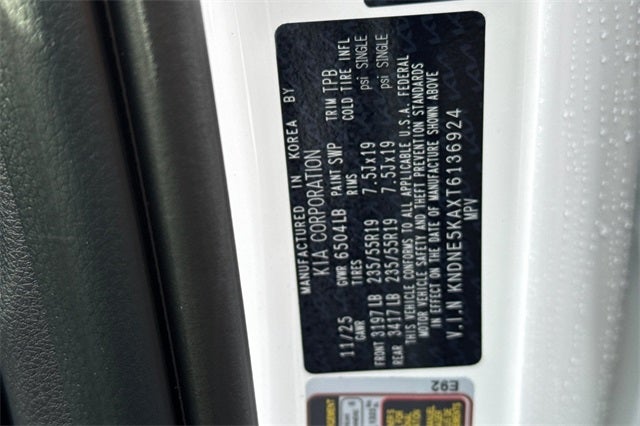 MANUFACTURED IN KOREA BY
KIA CORPORATION
11/25 GVWR 6504LB PAINT SWP TRIM TPB
GAWR TIRES RIMS COLD TIRE INFL
FRONT 3197LB 235/55R19 7.5Jx19 psi SINGLE
REAR 3417LB 235/55R19 7.5Jx19 psi SINGLE
THIS VEHICLE CONFORMS TO ALL APPLICABLE U.S.A. FEDERAL
MOTOR VEHICLE SAFETY AND THEFT PREVENTION STANDARDS
IN EFFECT ON THE DATE OF MANUFACTURE SHOWN ABOVE
V.I.N KNDNE5KAXT6136924
MPV
E92